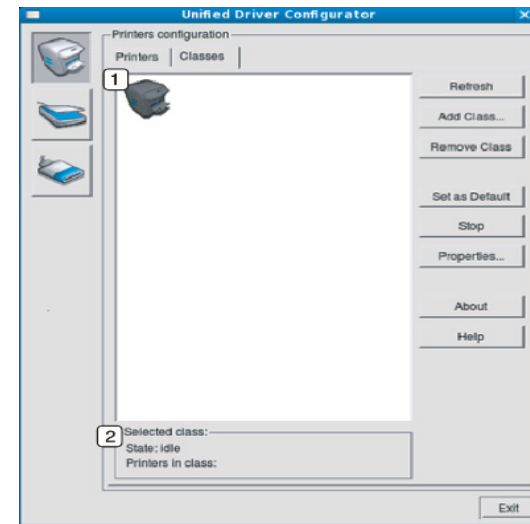 Unified Driver Configurator
Printers configuration
Printers
Classes
1
Refresh
Add Class...
Remove Class
Set as Default
Stop
Properties...
About
Help
2
Selected class:
State: idle
Printers in class:
Exit